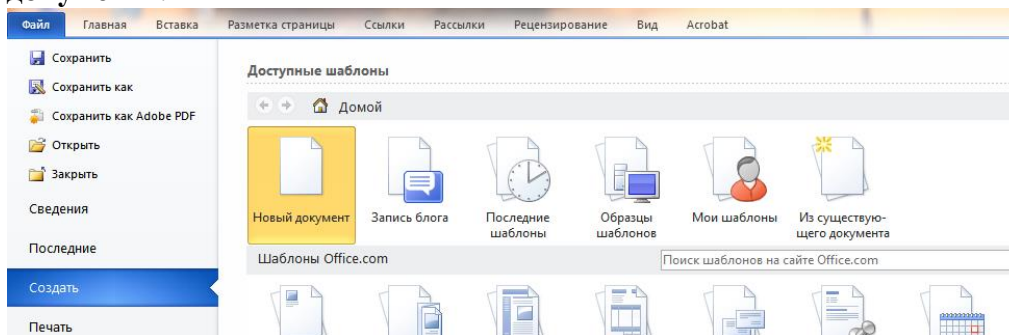 Файл Главная Вставка Разметка страницы Ссылки Рассылки Рецензирование Вид Acrobat
Сохранить
Сохранить как
Сохранить как Adobe PDF
Открыть
Закрыть
Сведения
Последние
Создать
Печать
Доступные шаблоны
Домой
Новый документ
Запись блога
Последние
шаблоны
Образцы
шаблонов
Мои шаблоны
Из существую-
щего документа
Шаблоны Office.com
Поиск шаблонов на сайте Office.com